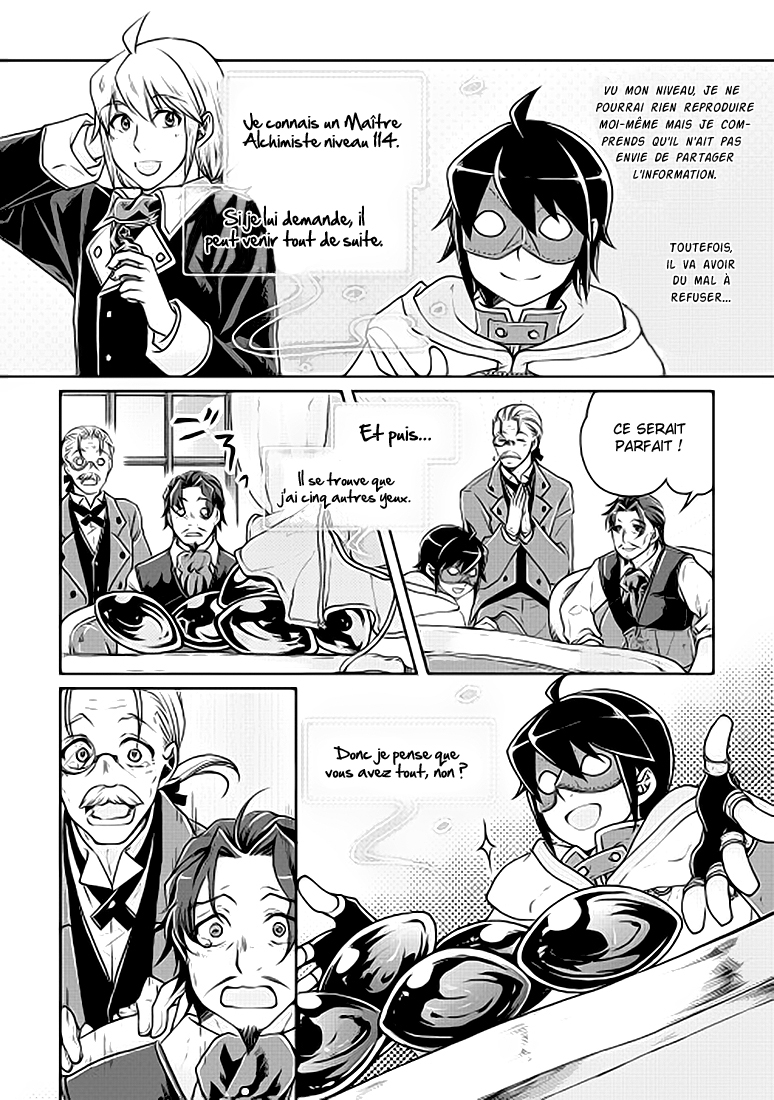 Je connais un Maître
Alchimiste niveau 114.
Si je lui demande, il
peut venir tout de suite.
VU MON NIVEAU, JE NE
POURRAI RIEN REPRODUIRE
MOI-MÊME MAIS JE COM-
PRENDS QU'IL N'AIT PAS
ENVIE DE PARTAGER
L'INFORMATION.
TOUTEFOIS,
IL VA AVOIR
DU MAL À
REFUSER...
Et puis...
Il se trouve que
j'ai cinq autres yeux.
CE SERAIT
PARFAIT !
Donc je pense que
vous avez tout, non ?